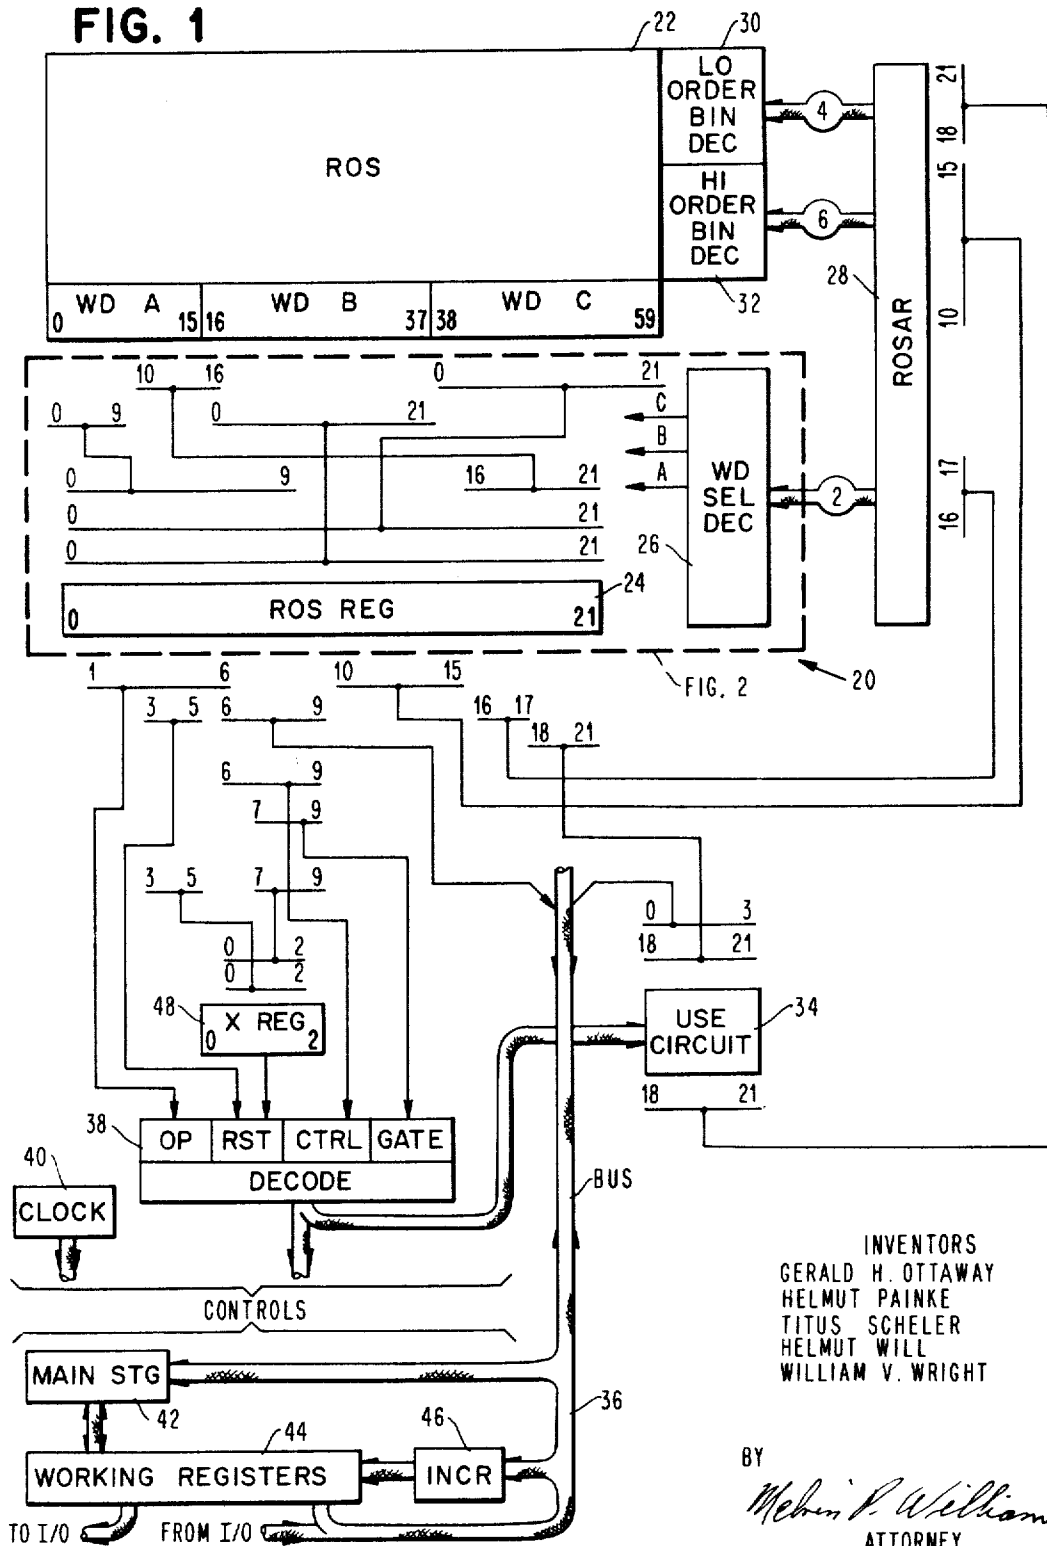 FIG. 1
22
30
LO
ORDER
BIN
DEC
4
18 21
ROS
HI
ORDER
BIN
DEC
6
10 15
28
ROSAR
32
WD A
0 15
WD B
16 37
WD C
38 59
10 16
0 21
0 9
0 21
C
B
A
WD
SEL
DEC
2
16 17
0 9
16 21
0 21
0 21
26
24
ROS REG
0 21
FIG. 2
20
1 6
3 5
6 9
10 15
16 17
18 21
6 9
7 9
3 5
7 9
0 2
0 2
0 3
18 21
48
X REG
0 2
USE
CIRCUIT
34
18 21
38
OP
RST
CTRL
GATE
DECODE
40
CLOCK
BUS
CONTROLS
INVENTORS
GERALD H. OTTAWAY
HELMUT PAINKE
TITUS SCHELER
HELMUT WILL
WILLIAM V. WRIGHT
MAIN STG
42
36
44
46
WORKING REGISTERS
INCR
TO I/O
FROM I/O
BY
Melvin P. William
ATTORNEY